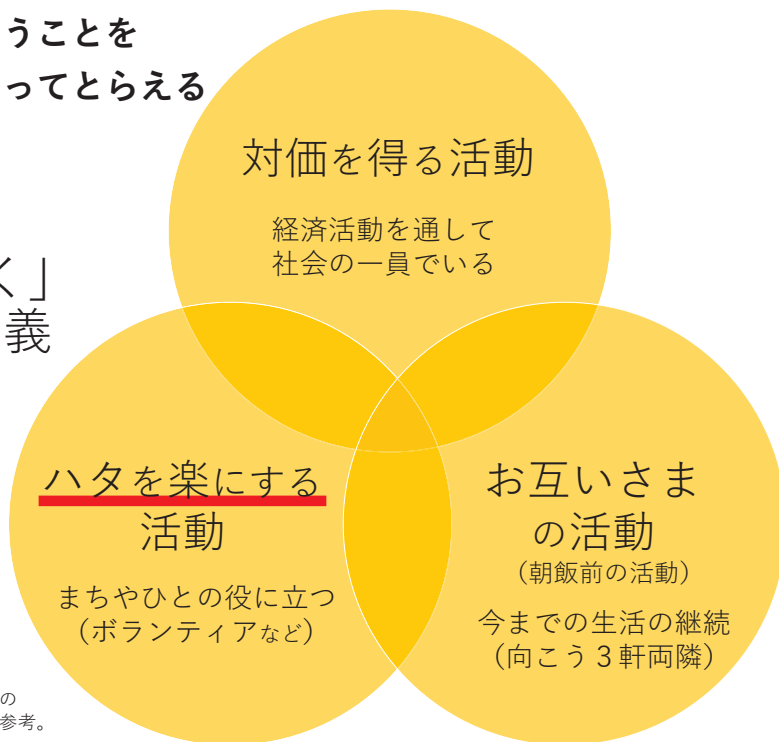 うことを
ってとらえる
対価を得る活動
経済活動を通して
社会の一員でいる
く」
義
ハタを楽にする
活動
まちやひとの役に立つ
（ボランティアなど）
お互いさま
の活動
（朝飯前の活動）
今までの生活の継続
（向こう3軒両隣）
の
参考。